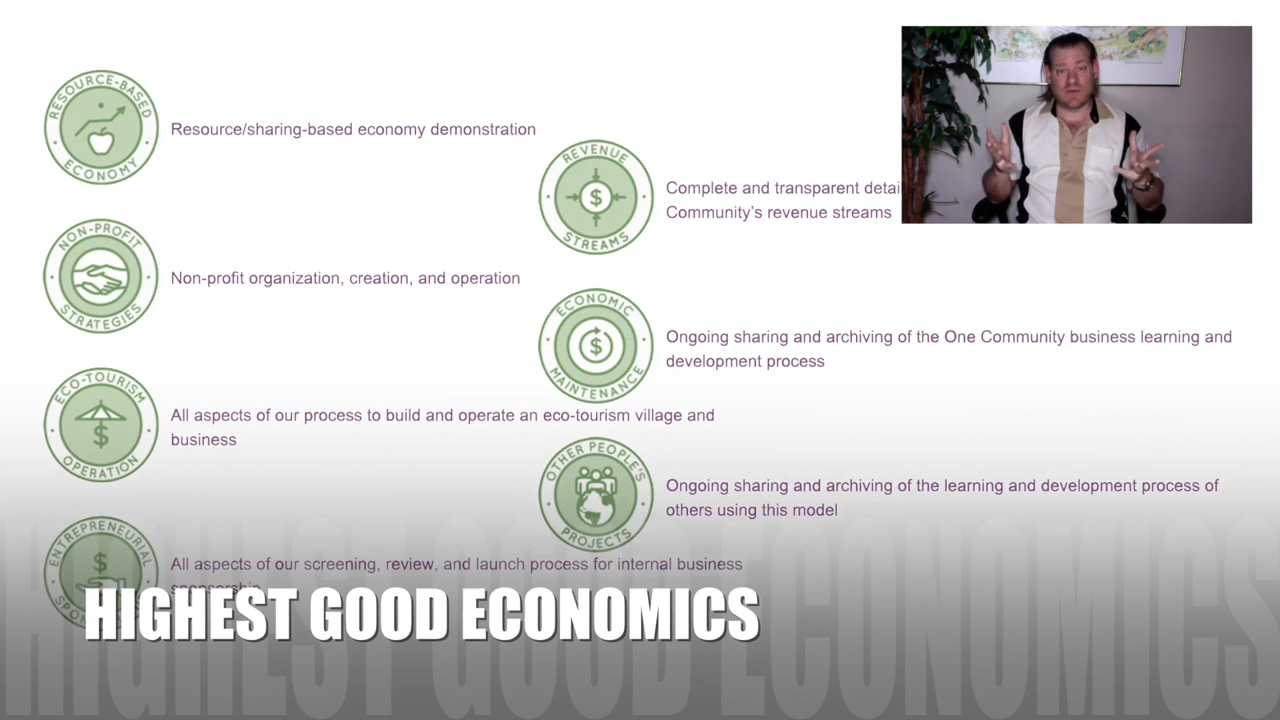 RESOURCE-BASED
ECONOMY
Resource/sharing-based economy demonstration
REVENUE
STREAMS
Complete and transparent detai
Community's revenue streams
NON-PROFIT
STRATEGIES
Non-profit organization, creation, and operation
ECONOMIC
MAINTENANCE
Ongoing sharing and archiving of the One Community business learning and
development process
ECO-TOURISM
OPERATION
All aspects of our process to build and operate an eco-tourism village and
business
OTHER PEOPLE'S
PROJECTS
Ongoing sharing and archiving of the learning and development process of
others using this model
ENTREPRENEURIAL
All aspects of our screening, review, and launch process for internal business
sponsorship
HIGHEST GOOD ECONOMICS
HIGHEST GOOD ECONOMICS